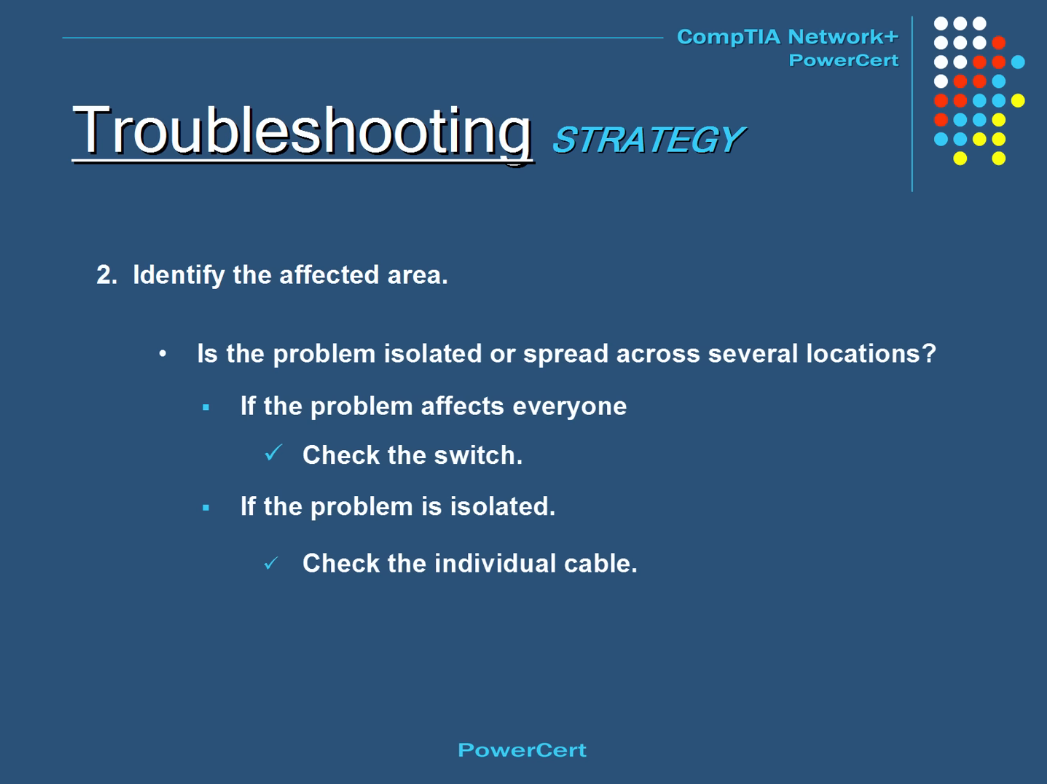 CompTIA Network+
PowerCert
Troubleshooting STRATEGY
2. Identify the affected area.
• Is the problem isolated or spread across several locations?
▪ If the problem affects everyone
✓ Check the switch.
▪ If the problem is isolated.
✓ Check the individual cable.
PowerCert